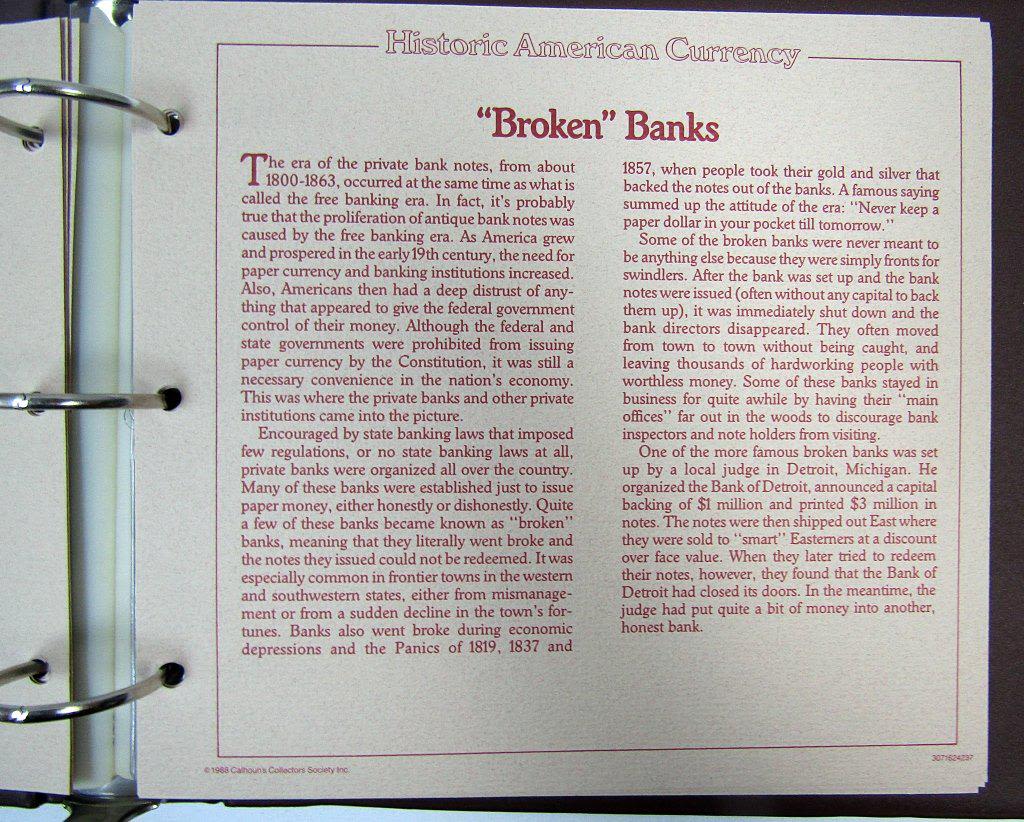 Historic American Currency
"Broken" Banks
The era of the private bank notes, from about
1800-1863, occurred at the same time as what is
called the free banking era. In fact, it's probably
true that the proliferation of antique bank notes was
caused by the free banking era. As America grew
and prospered in the early 19th century, the need for
paper currency and banking institutions increased.
Also, Americans then had a deep distrust of any-
thing that appeared to give the federal government
control of their money. Although the federal and
state governments were prohibited from issuing
paper currency by the Constitution, it was still a
necessary convenience in the nation's economy.
This was where the private banks and other private
institutions came into the picture.
Encouraged by state banking laws that imposed
few regulations, or no state banking laws at all,
private banks were organized all over the country.
Many of these banks were established just to issue
paper money, either honestly or dishonestly. Quite
a few of these banks became known as "broken"
banks, meaning that they literally went broke and
the notes they issued could not be redeemed. It was
especially common in frontier towns in the western
and southwestern states, either from mismanage-
ment or from a sudden decline in the town's for-
tunes. Banks also went broke during economic
depressions and the Panics of 1819, 1837 and
1857, when people took their gold and silver that
backed the notes out of the banks. A famous saying
summed up the attitude of the era: "Never keep a
paper dollar in your pocket till tomorrow."
Some of the broken banks were never meant to
be anything else because they were simply fronts for
swindlers. After the bank was set up and the bank
notes were issued (often without any capital to back
them up), it was immediately shut down and the
bank directors disappeared. They often moved
from town to town without being caught, and
leaving thousands of hardworking people with
worthless money. Some of these banks stayed in
business for quite awhile by having their "main
offices" far out in the woods to discourage bank
inspectors and note holders from visiting.
One of the more famous broken banks was set
up by a local judge in Detroit, Michigan. He
organized the Bank of Detroit, announced a capital
backing of $1 million and printed $3 million in
notes. The notes were then shipped out East where
they were sold to "smart" Easterners at a discount
over face value. When they later tried to redeem
their notes, however, they found that the Bank of
Detroit had closed its doors. In the meantime, the
judge had put quite a bit of money into another,
honest bank.
© 1988 Calhoun's Collectors Society Inc.
3071624237